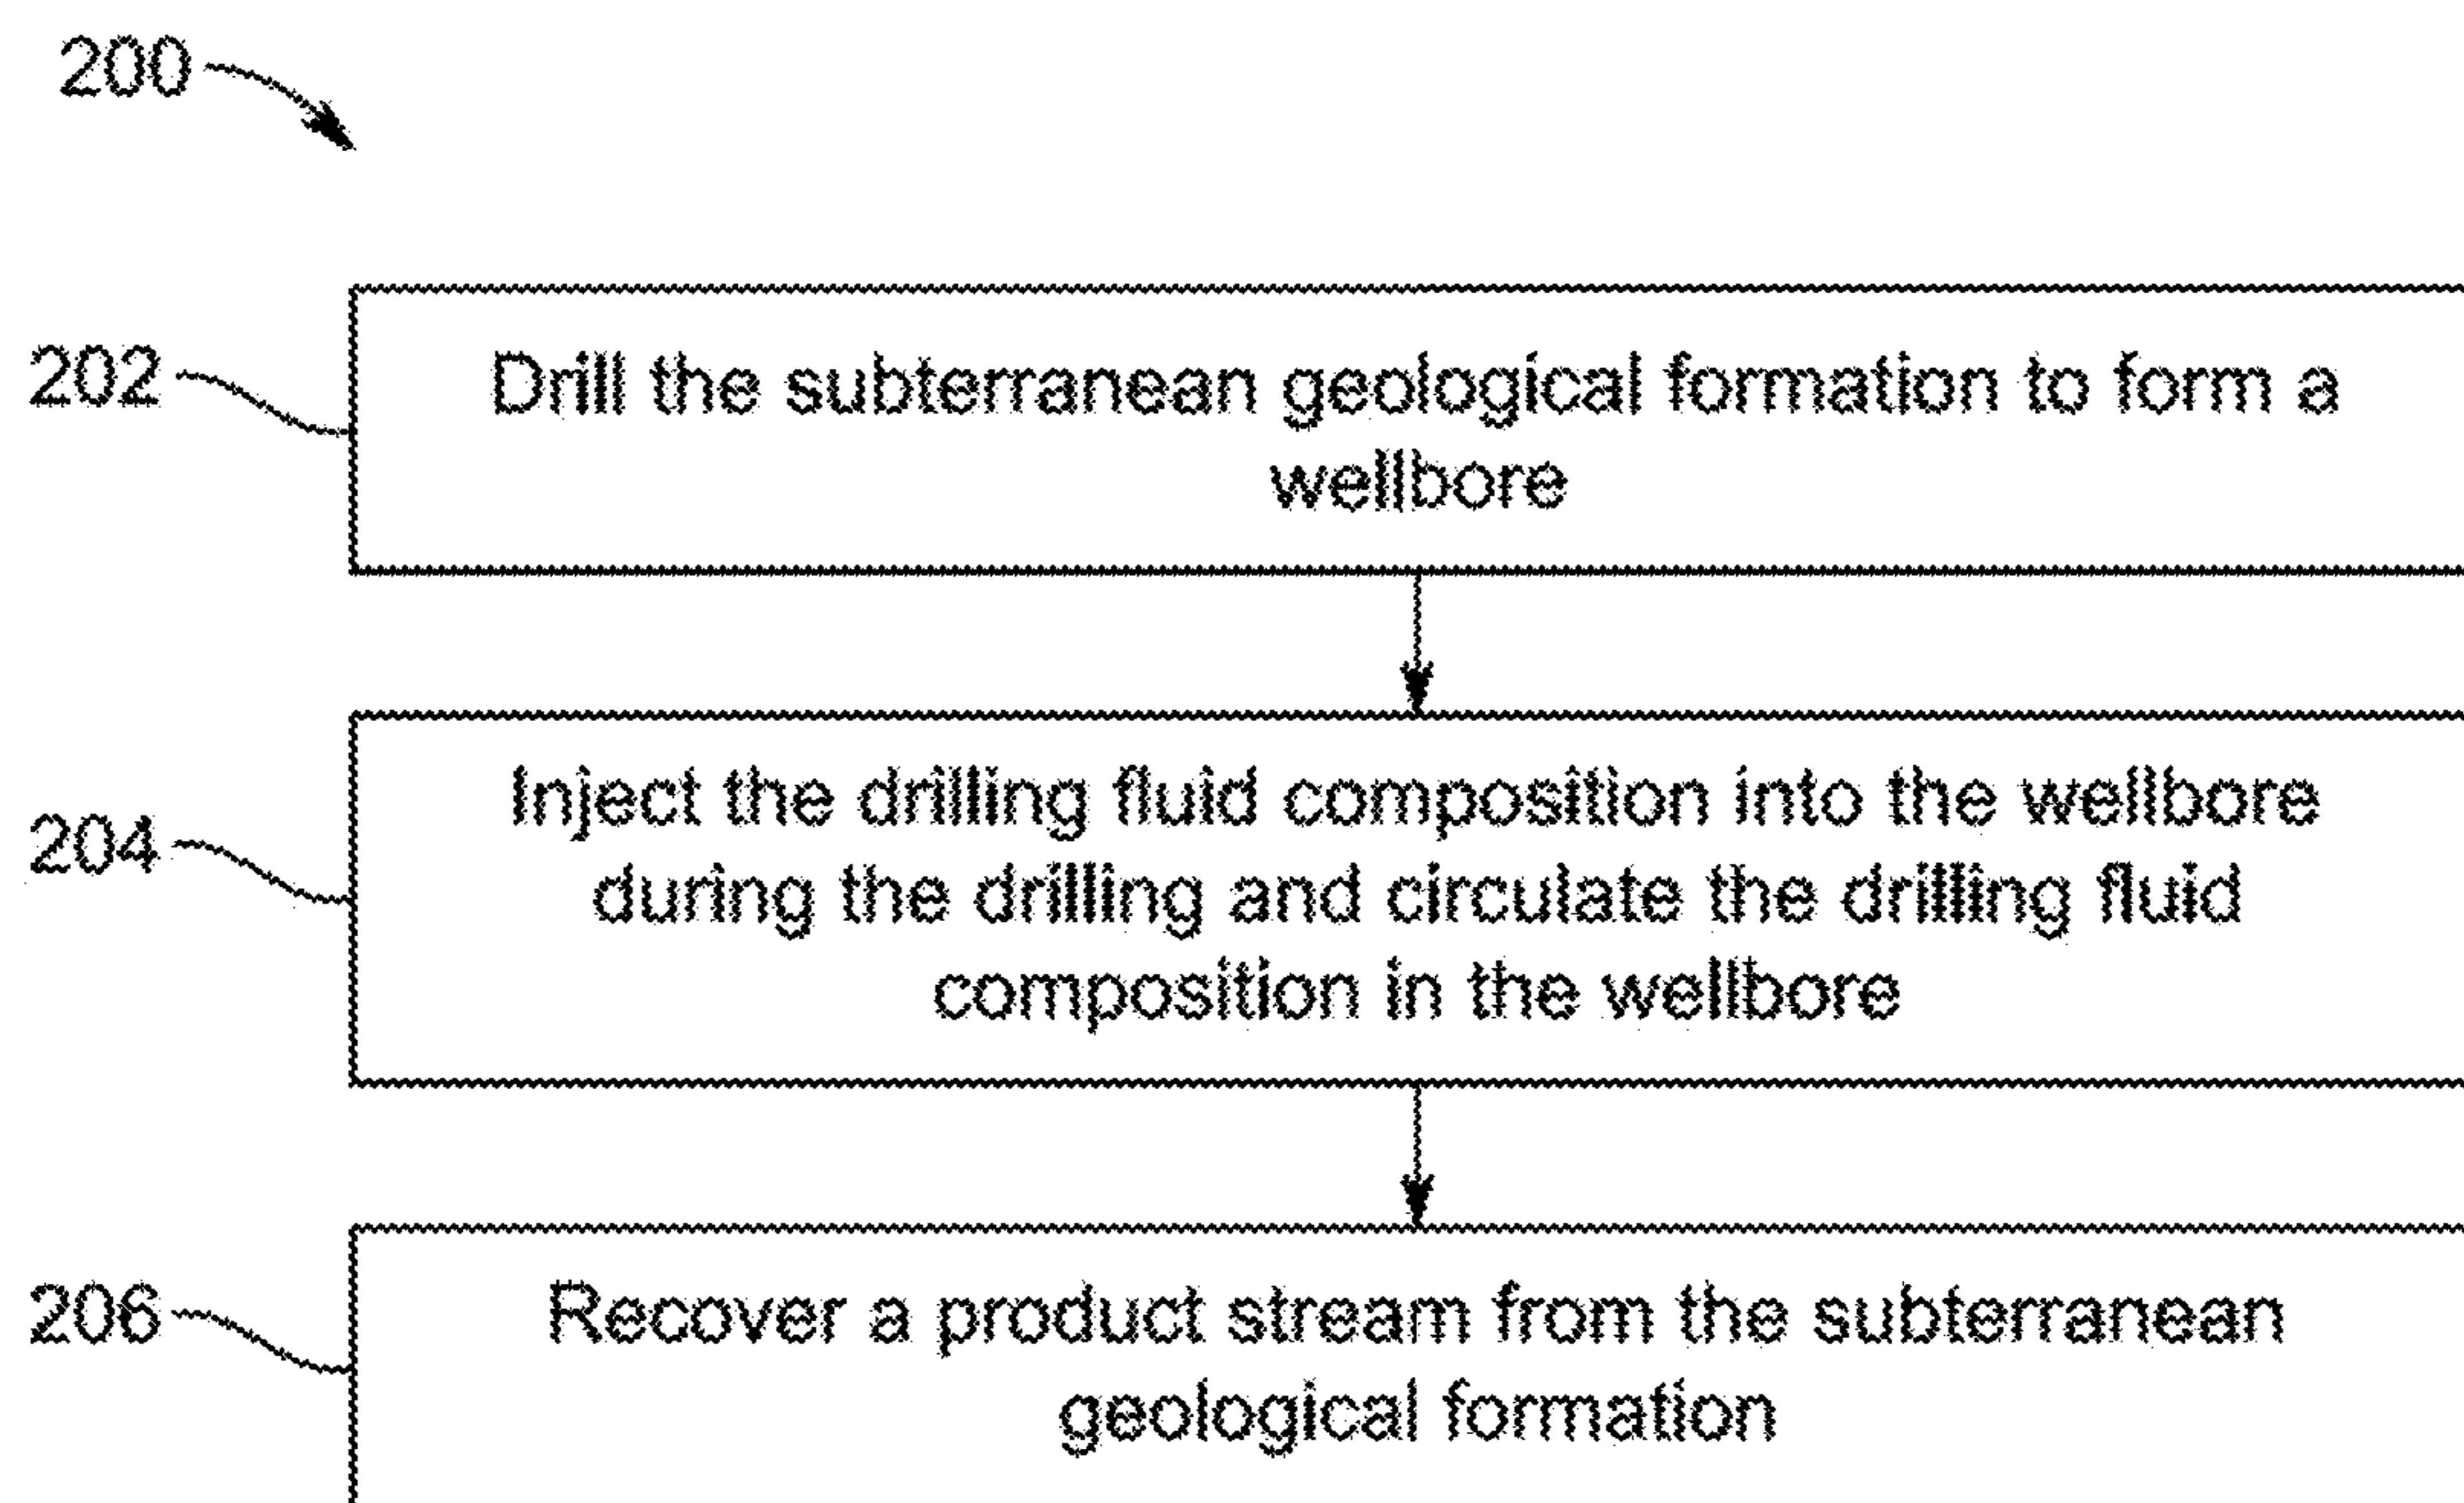 200
202
Drill the subterranean geological formation to form a
wellbore
204
Inject the drilling fluid composition into the wellbore
during the drilling and circulate the drilling fluid
composition in the wellbore
206
Recover a product stream from the subterranean
geological formation